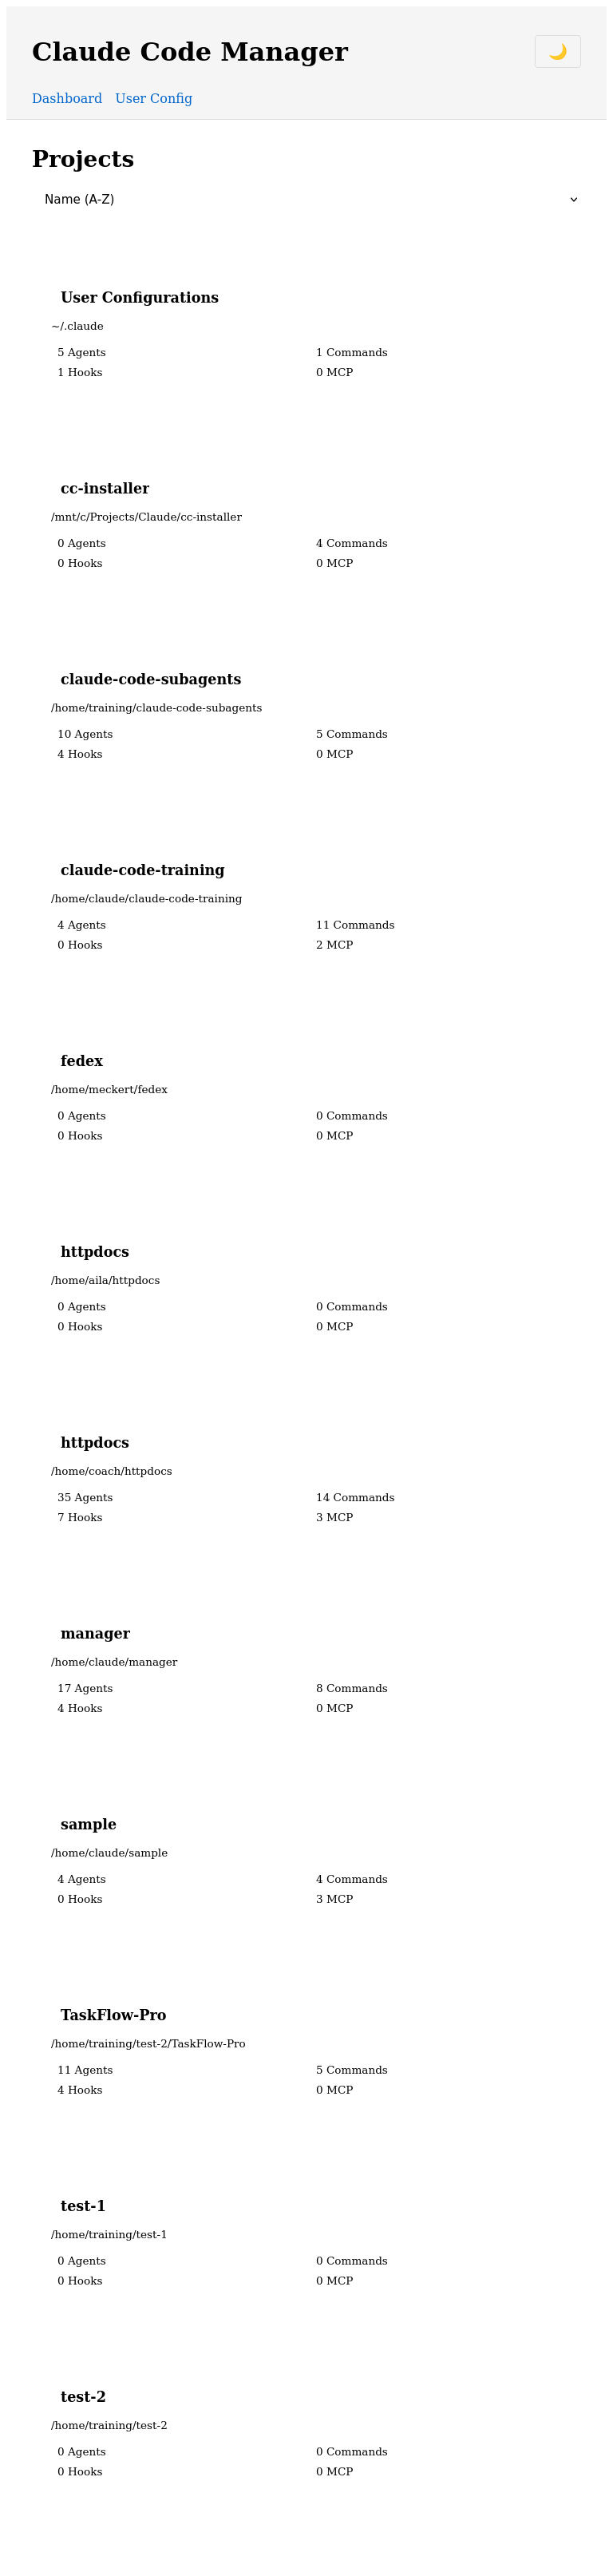 Claude Code Manager
🌙
Dashboard User Config
Projects
Name (A-Z)
User Configurations
~/.claude
5 Agents 1 Commands
1 Hooks 0 MCP
cc-installer
/mnt/c/Projects/Claude/cc-installer
0 Agents 4 Commands
0 Hooks 0 MCP
claude-code-subagents
/home/training/claude-code-subagents
10 Agents 5 Commands
4 Hooks 0 MCP
claude-code-training
/home/claude/claude-code-training
4 Agents 11 Commands
0 Hooks 2 MCP
fedex
/home/meckert/fedex
0 Agents 0 Commands
0 Hooks 0 MCP
httpdocs
/home/aila/httpdocs
0 Agents 0 Commands
0 Hooks 0 MCP
httpdocs
/home/coach/httpdocs
35 Agents 14 Commands
7 Hooks 3 MCP
manager
/home/claude/manager
17 Agents 8 Commands
4 Hooks 0 MCP
sample
/home/claude/sample
4 Agents 4 Commands
0 Hooks 3 MCP
TaskFlow-Pro
/home/training/test-2/TaskFlow-Pro
11 Agents 5 Commands
4 Hooks 0 MCP
test-1
/home/training/test-1
0 Agents 0 Commands
0 Hooks 0 MCP
test-2
/home/training/test-2
0 Agents 0 Commands
0 Hooks 0 MCP